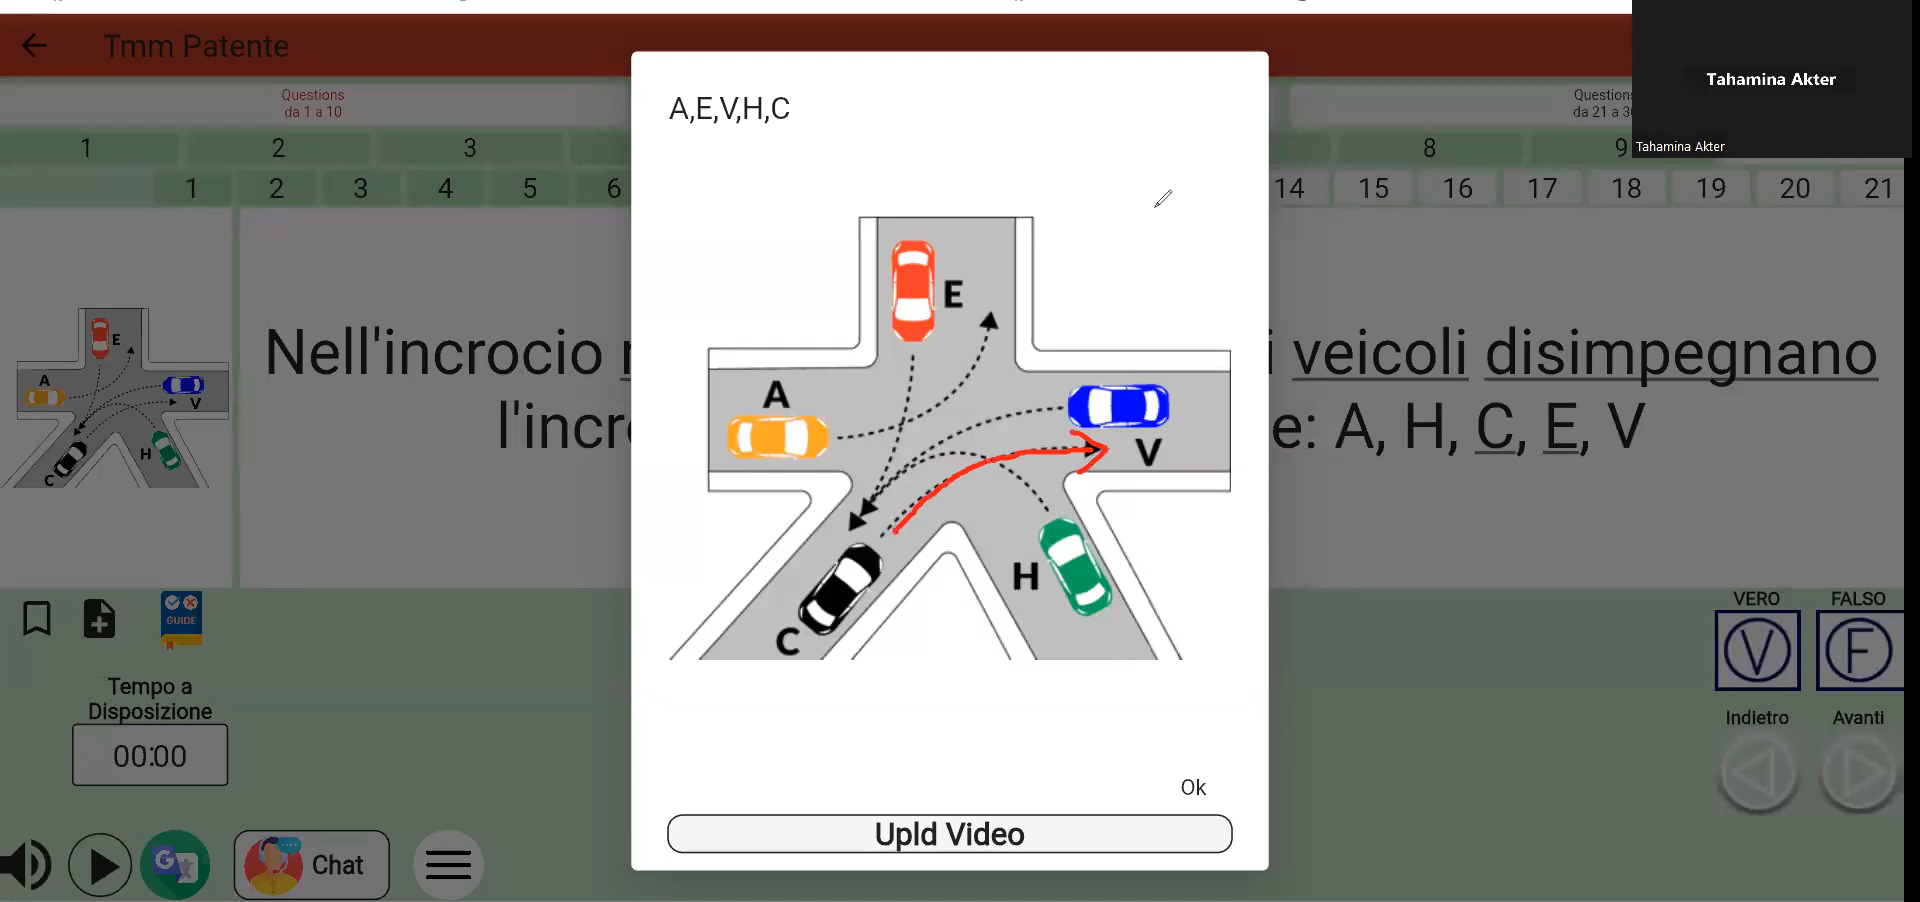 Tmm Patente
Tahamina Akter
Tahamina Akter
Questions
da 1 a 10
Question
da 21 a 3
1 2 3 8 9
1 2 3 4 5 6 14 15 16 17 18 19 20 21
A,E,V,H,C
E
A
V
H
C
E
A
V
H
C
Nell'incrocio i veicoli disimpegnano
l'incr e: A, H, C, E, V
GUIDE
VERO FALSO
V F
Tempo a
Disposizione
00:00
Indietro Avanti
Ok
Upld Video
G
Chat